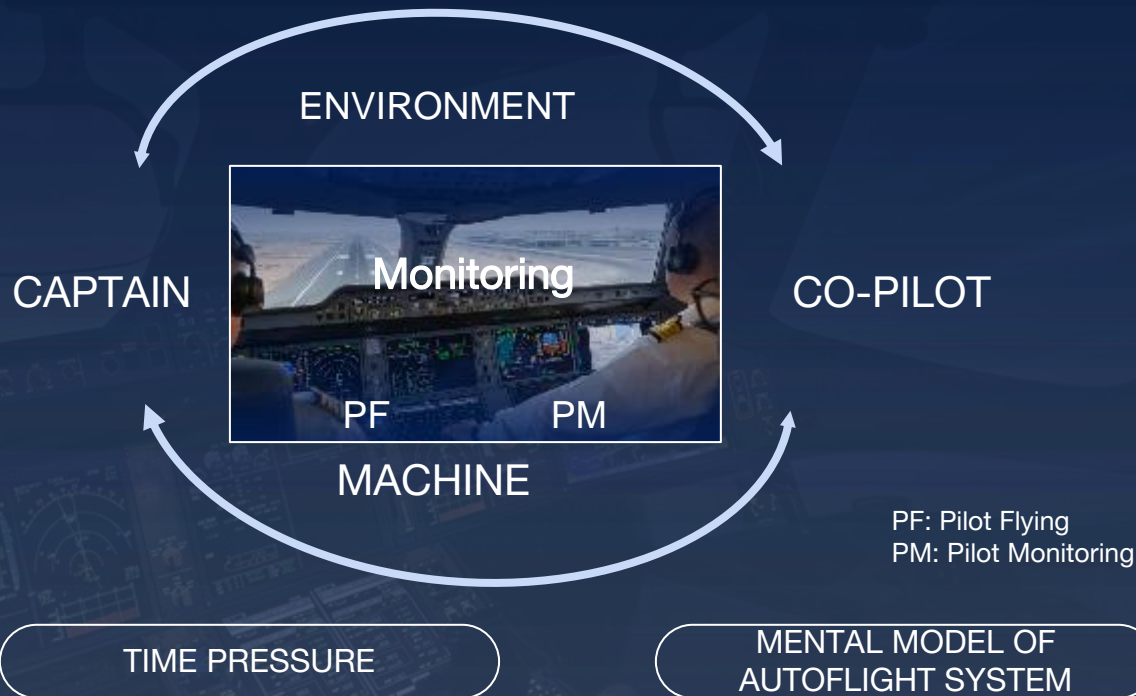 ENVIRONMENT
Monitoring
CAPTAIN
CO-PILOT
PF
PM
MACHINE
PF: Pilot Flying
PM: Pilot Monitoring
TIME PRESSURE
MENTAL MODEL OF
AUTOFLIGHT SYSTEM